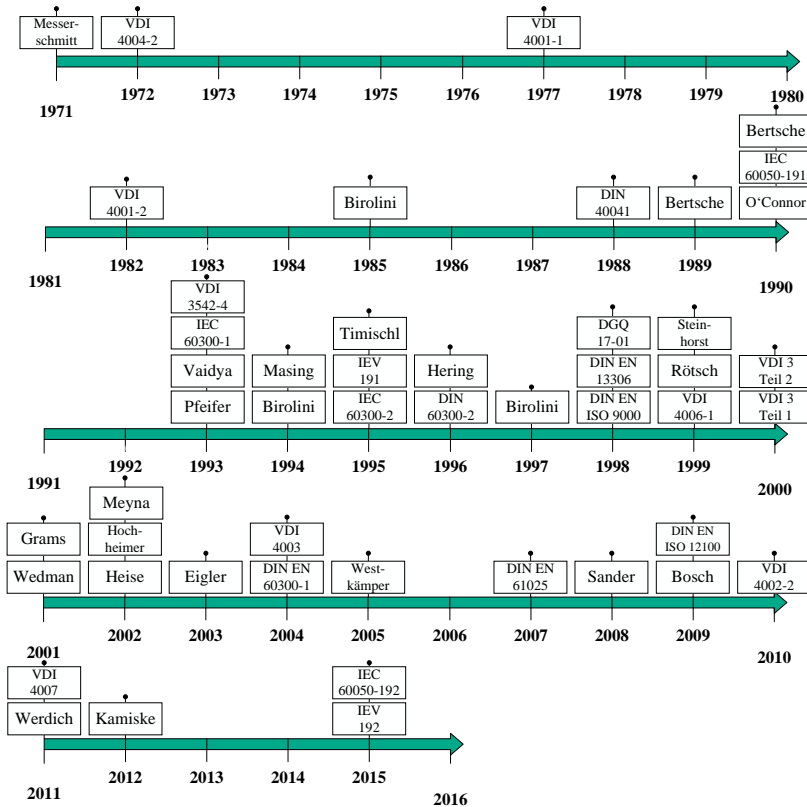 Messer-
schmitt
VDI
4004-2
VDI
4001-1
1971
1972
1973
1974
1975
1976
1977
1978
1979
1980
Bertsche
IEC
60050-191
O‘Connor
VDI
4001-2
Birolini
DIN
40041
Bertsche
1981
1982
1983
1984
1985
1986
1987
1988
1989
1990
VDI
3542-4
IEC
60300-1
Vaidya
Pfeifer
Masing
Birolini
Timischl
IEV
191
IEC
60300-2
Hering
DIN
60300-2
Birolini
DGQ
17-01
DIN EN
13306
DIN EN
ISO 9000
Stein-
horst
Rötsch
VDI
4006-1
VDI 3
Teil 2
VDI 3
Teil 1
1991
1992
1993
1994
1995
1996
1997
1998
1999
2000
Grams
Wedman
Meyna
Hoch-
heimer
Heise
Eigler
VDI
4003
DIN EN
60300-1
West-
kämper
DIN EN
61025
Sander
DIN EN
ISO 12100
Bosch
VDI
4002-2
2001
2002
2003
2004
2005
2006
2007
2008
2009
2010
VDI
4007
Werdich
Kamiske
IEC
60050-192
IEV
192
2011
2012
2013
2014
2015
2016